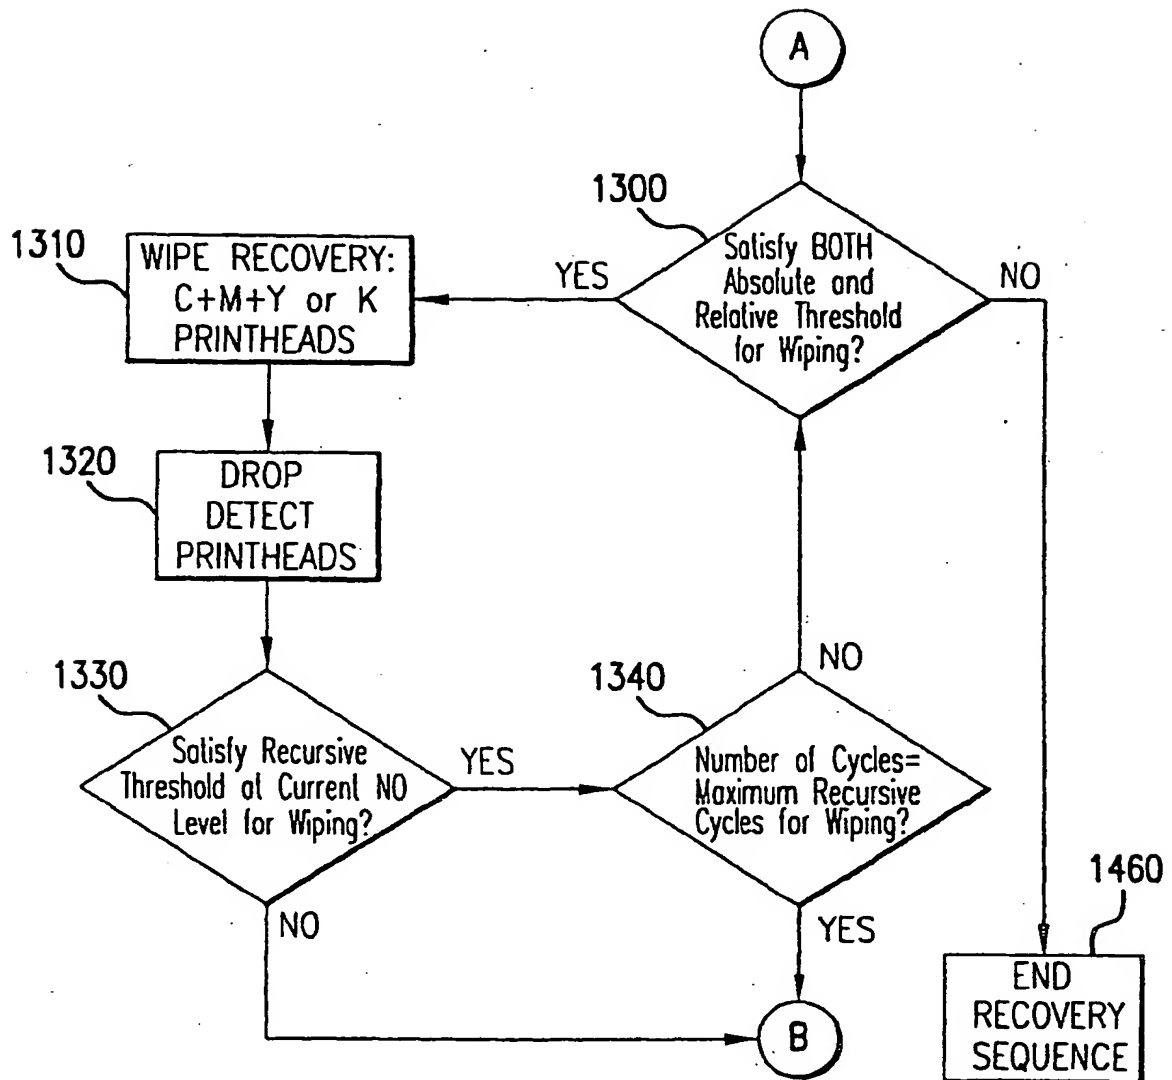 A
1300
Satisfy BOTH
Absolute and
Relative Threshold
for Wiping?
YES
NO
1310
WIPE RECOVERY:
C+M+Y or K
PRINTHEADS
1320
DROP
DETECT
PRINTHEADS
1330
Satisfy Recursive
Threshold at Current NO
Level for Wiping?
YES
NO
1340
Number of Cycles=
Maximum Recursive
Cycles for Wiping?
NO
YES
B
1460
END
RECOVERY
SEQUENCE